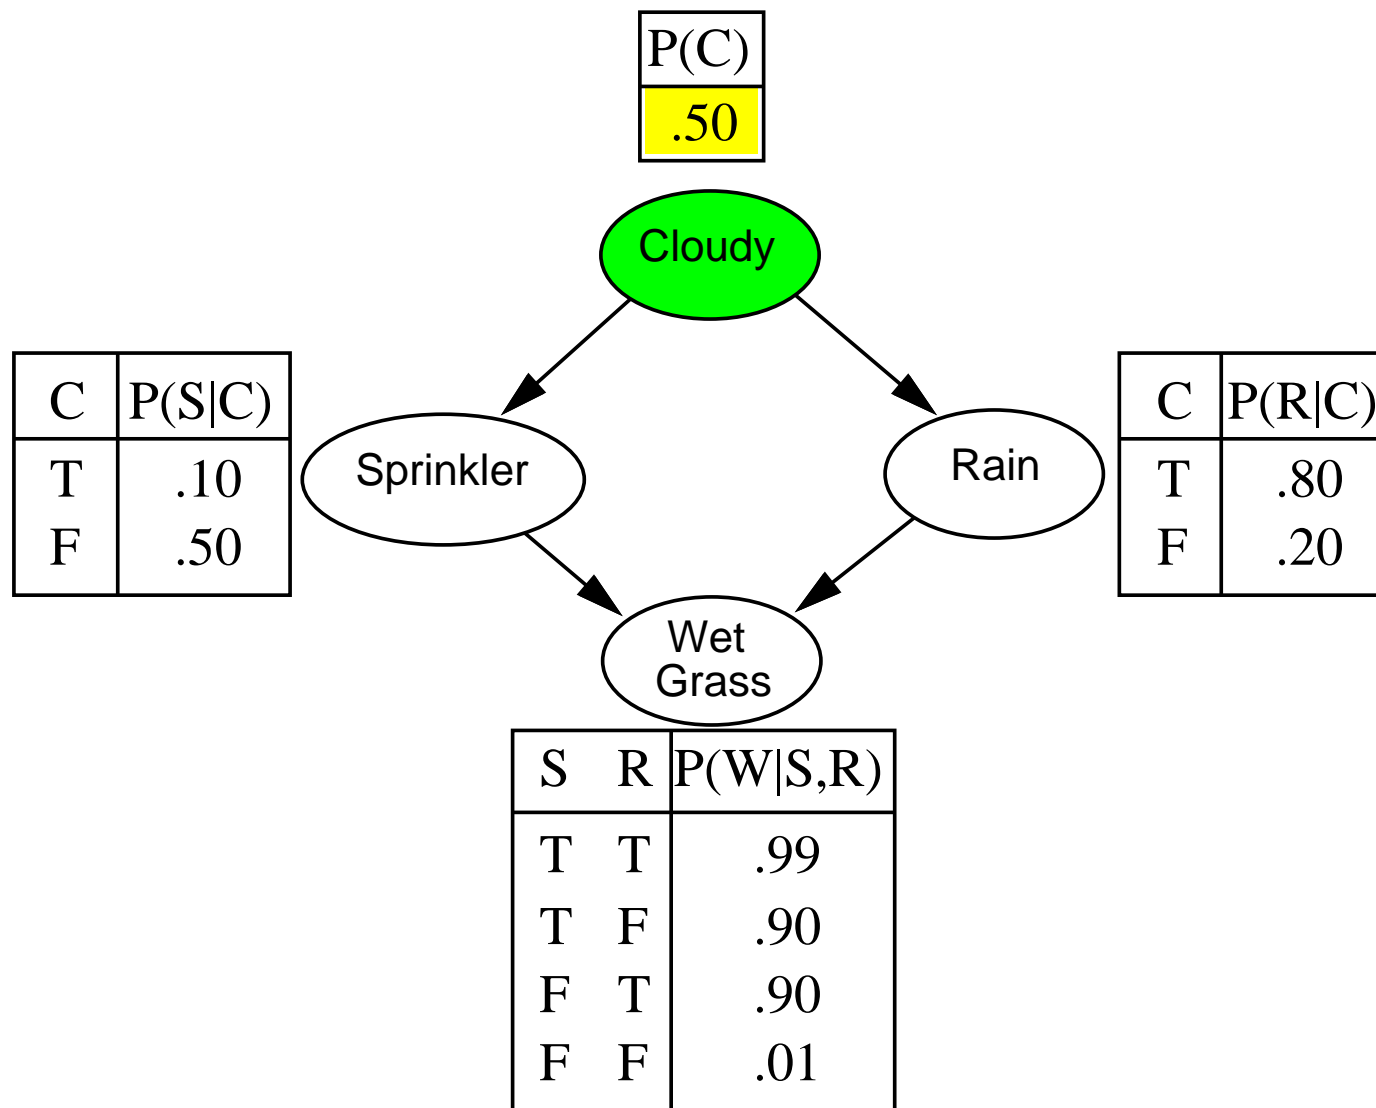 P(C)
.50
Cloudy
C P(S|C)
T .10
F .50
Sprinkler
Rain
C P(R|C)
T .80
F .20
Wet
Grass
S R P(W|S,R)
T T .99
T F .90
F T .90
F F .01